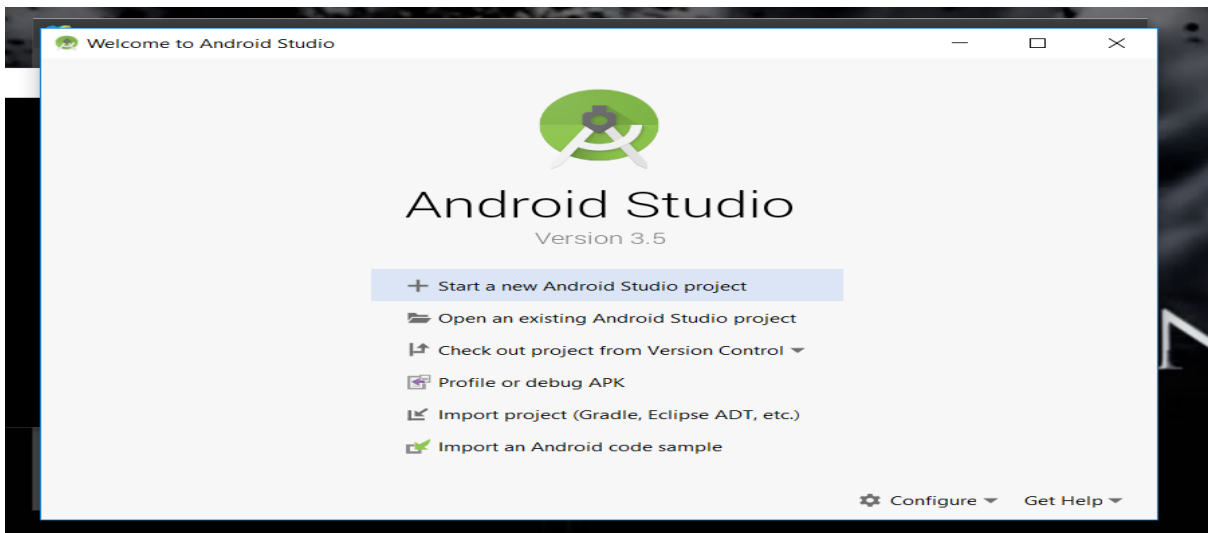 Welcome to Android Studio
Android Studio
Version 3.5
Start a new Android Studio project
Open an existing Android Studio project
Check out project from Version Control
Profile or debug APK
Import project (Gradle, Eclipse ADT, etc.)
Import an Android code sample
Configure Get Help